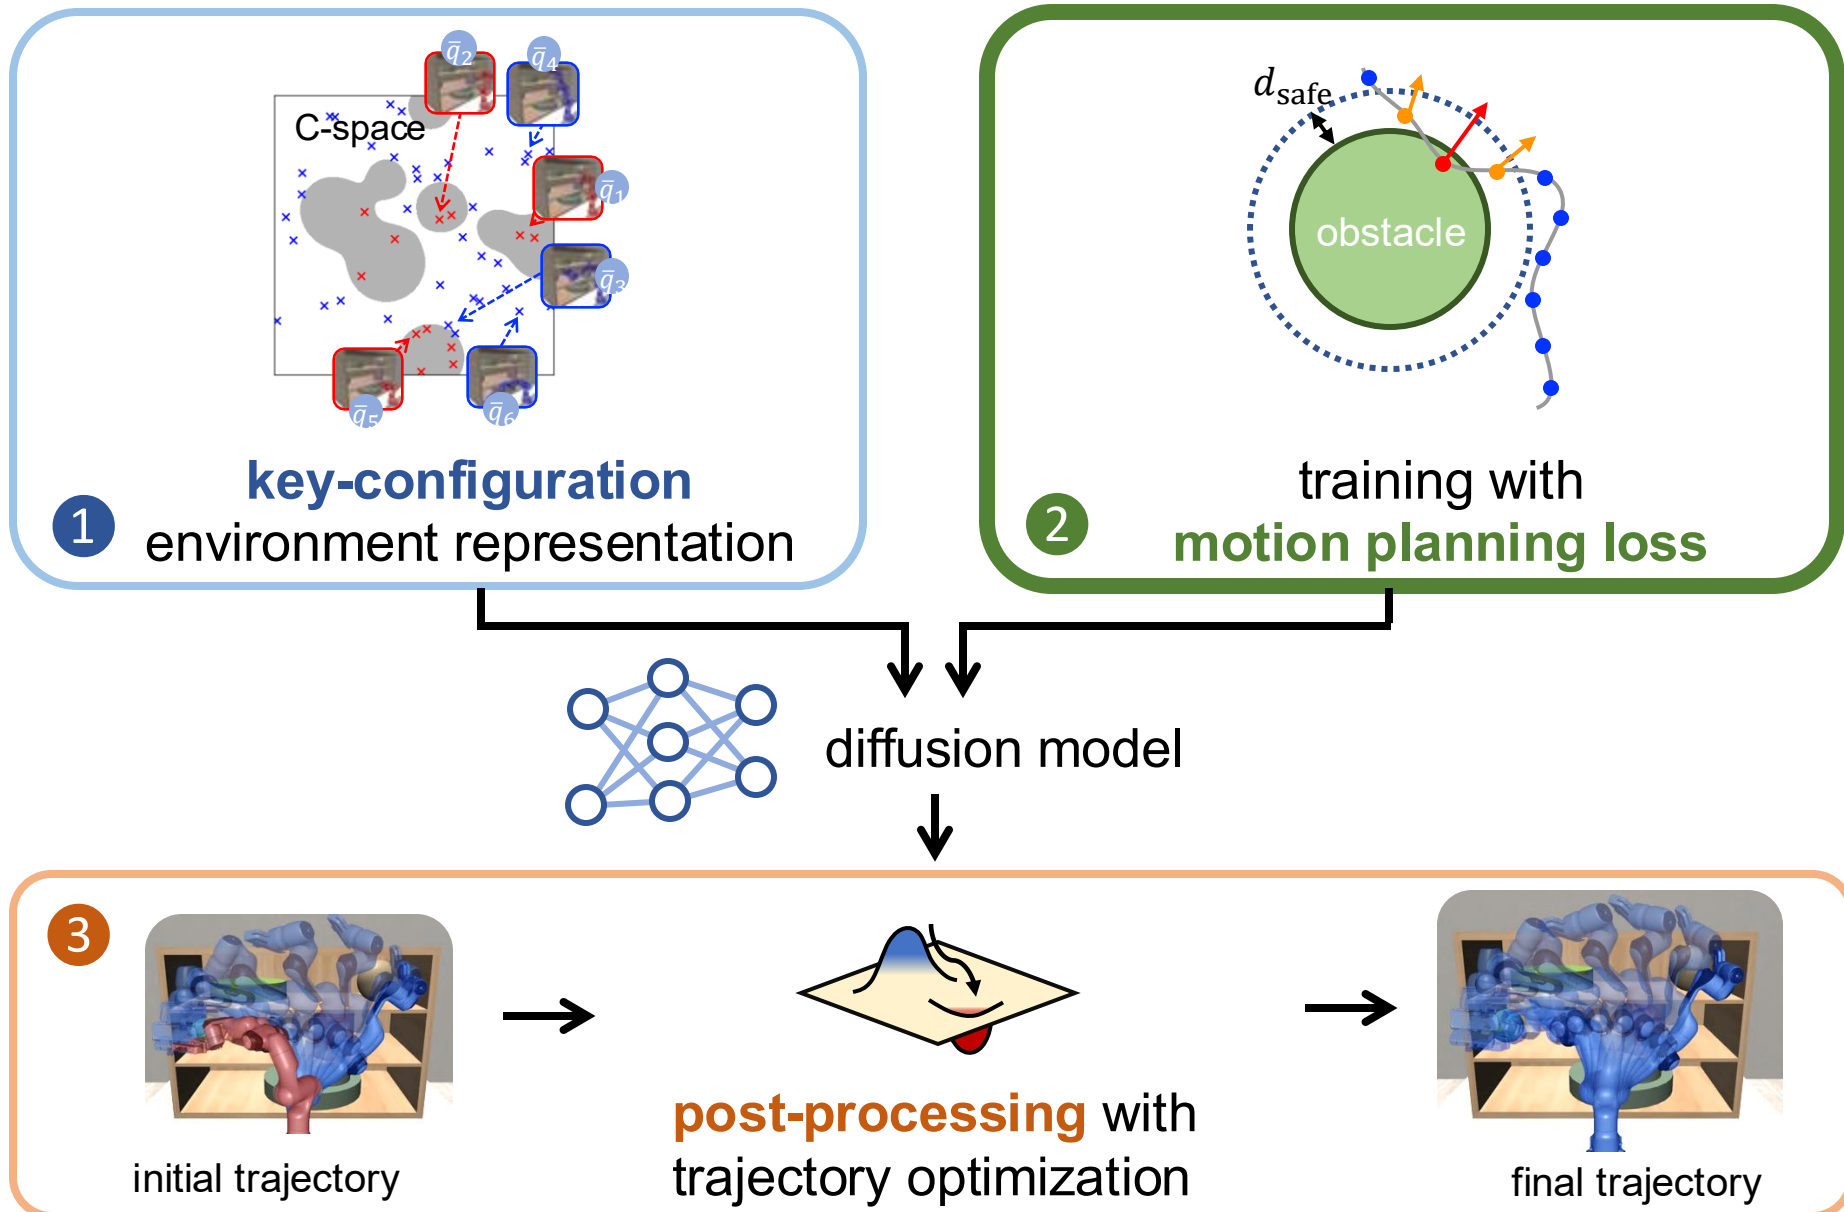 q̄₂
q̄₄
C-space
q̄₁
q̄₃
q̄₅
q̄₆
key-configuration
1
environment representation
d_safe
obstacle
training with
2
motion planning loss
diffusion model
3
initial trajectory
post-processing with
trajectory optimization
final trajectory